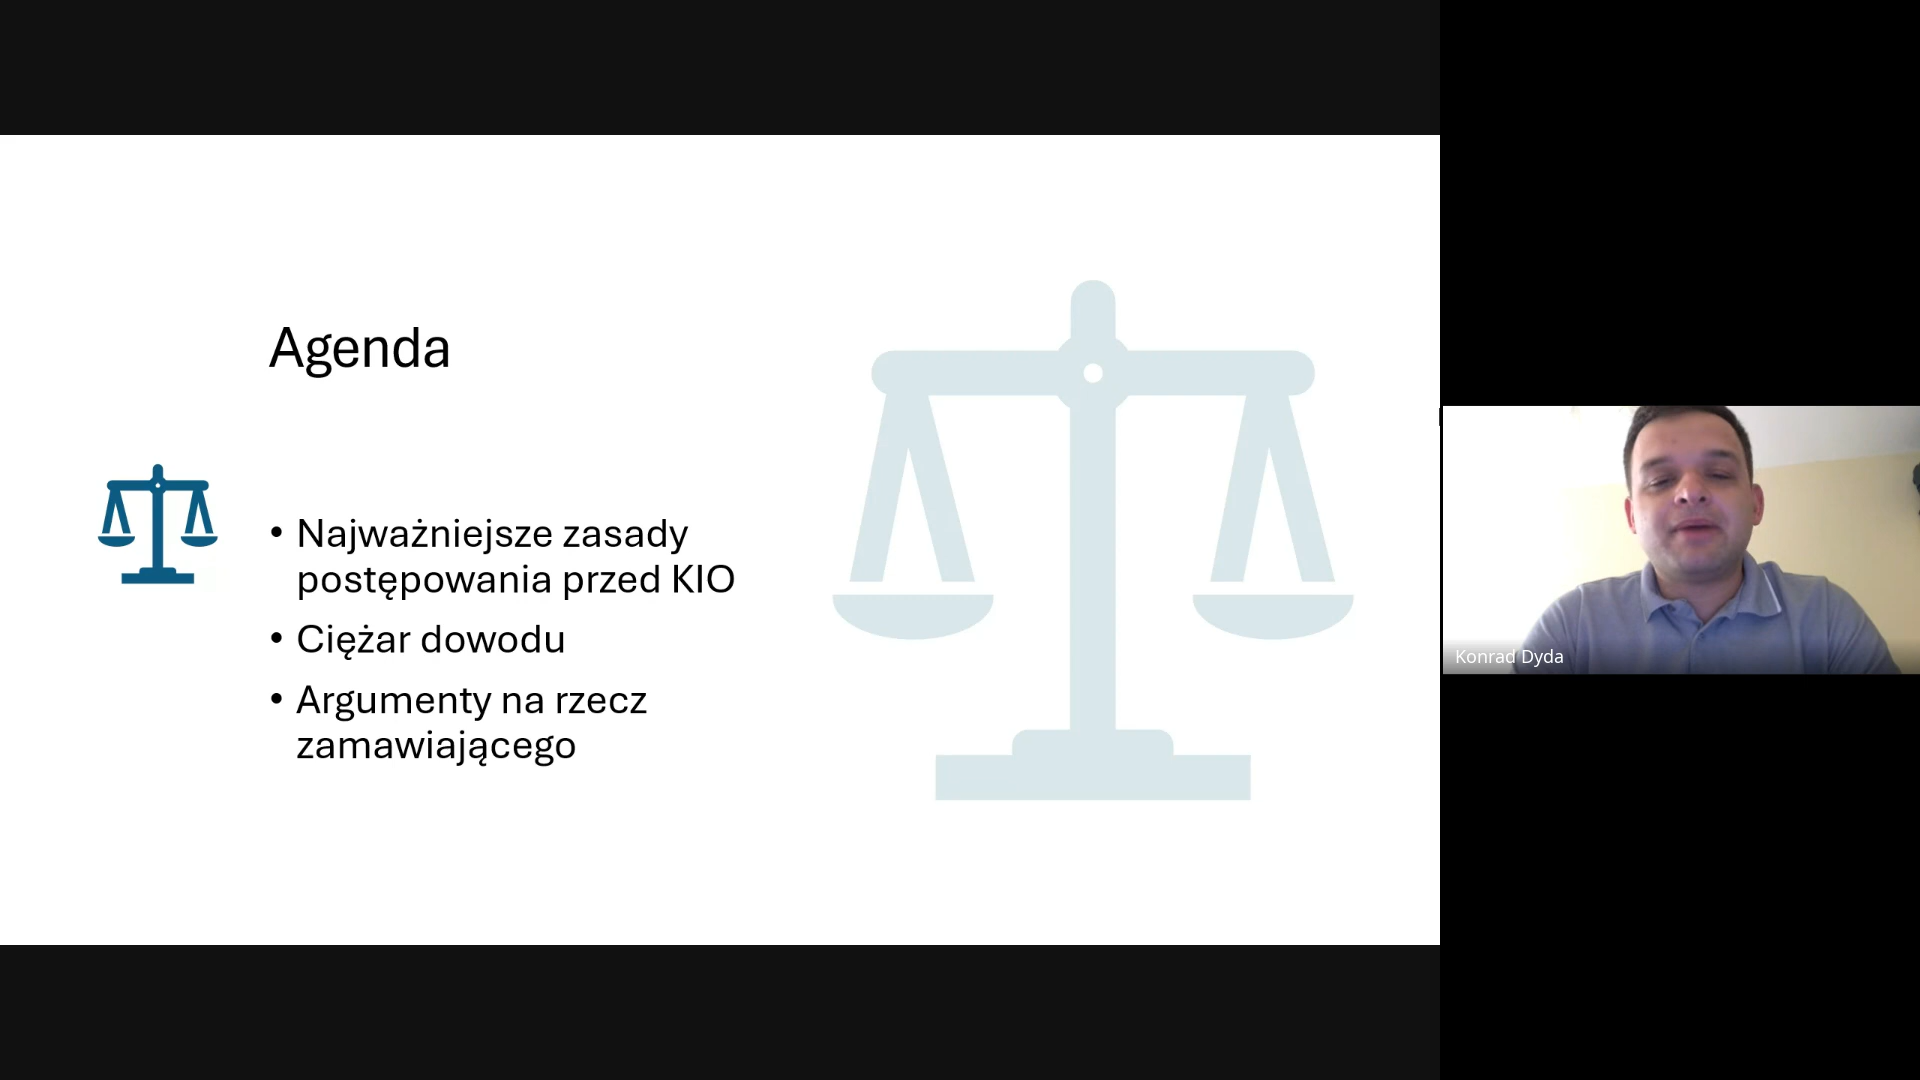 Agenda
• Najważniejsze zasady
postępowania przed KIO
• Ciężar dowodu
• Argumenty na rzecz
zamawiającego
Konrad Dyda